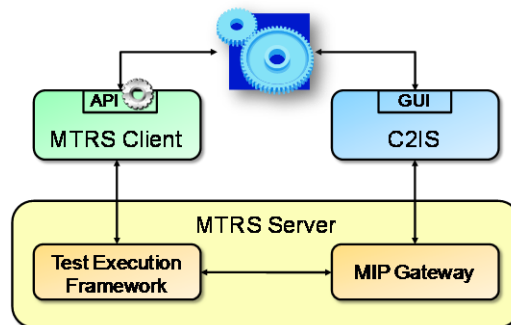 API
GUI
MTRS Client
C2IS
MTRS Server
Test Execution
Framework
MIP Gateway